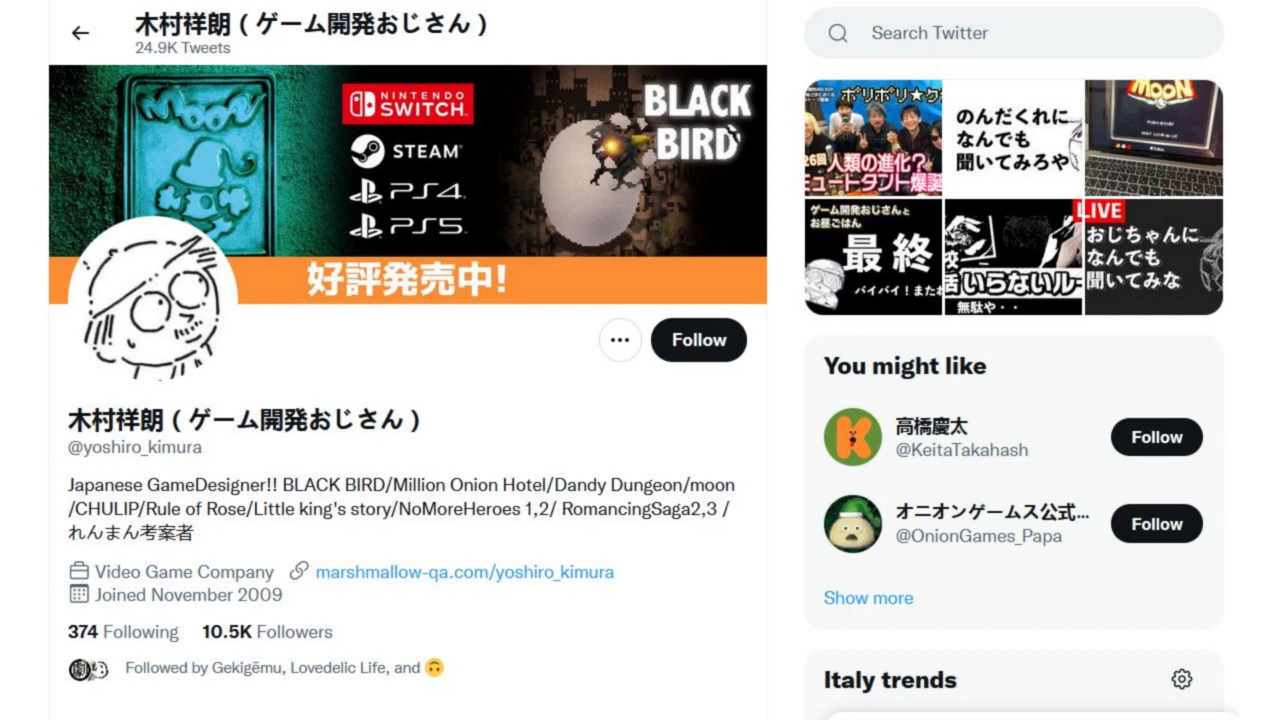 木村祥朗 ( ゲーム開発おじさん )
24.9K Tweets
moon
NINTENDO
SWITCH
STEAM
PS4
PS5
BLACK
BIRD
好評発売中!
Follow
木村祥朗 ( ゲーム開発おじさん )
@yoshiro_kimura
Japanese GameDesigner!! BLACK BIRD/Million Onion Hotel/Dandy Dungeon/moon
/CHULIP/Rule of Rose/Little king's story/NoMoreHeroes 1,2/ RomancingSaga2,3 /
れんまん考案者
Video Game Company marshmallow-qa.com/yoshiro_kimura
Joined November 2009
374 Following 10.5K Followers
Followed by Gekigēmu, Lovedelic Life, and 🙃
Search Twitter
ポリポリ★ク
26回人類の進化?
ミュートタント爆誕
のんだくれに
なんでも
聞いてみろや
MOON
ゲーム開発おじさんと
お昼ごはん
最終
バイバイ!また
いらないルー
無駄や・・
LIVE
おじちゃんに
なんでも
聞いてみな
You might like
高橋慶太
@KeitaTakahash
Follow
オニオンゲームス公式...
@OnionGames_Papa
Follow
Show more
Italy trends